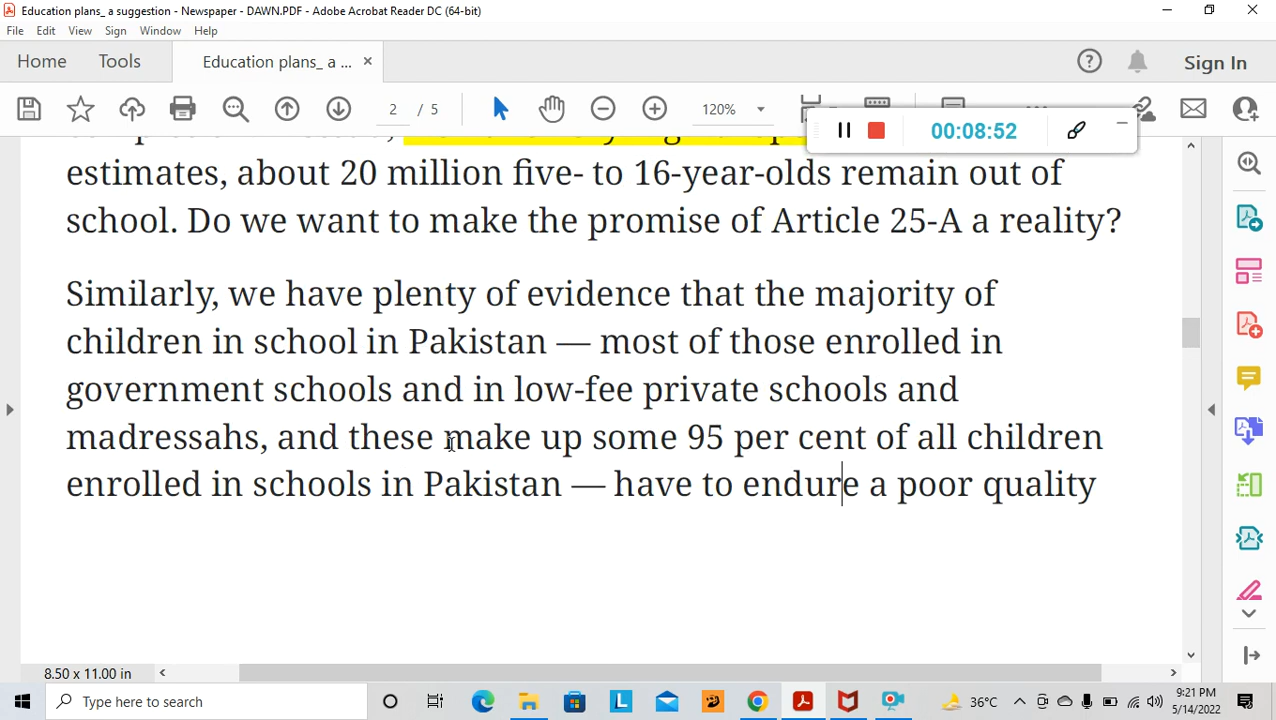 Education plans_ a suggestion - Newspaper - DAWN.PDF - Adobe Acrobat Reader DC (64-bit)
File Edit View Sign Window Help
Home Tools Education plans_ a ... × Sign In
2 / 5 120% 00:08:52
estimates, about 20 million five- to 16-year-olds remain out of
school. Do we want to make the promise of Article 25-A a reality?
Similarly, we have plenty of evidence that the majority of
children in school in Pakistan — most of those enrolled in
government schools and in low-fee private schools and
madressahs, and these make up some 95 per cent of all children
enrolled in schools in Pakistan — have to endure a poor quality
8.50 x 11.00 in
Type here to search 36°C 9:21 PM
5/14/2022